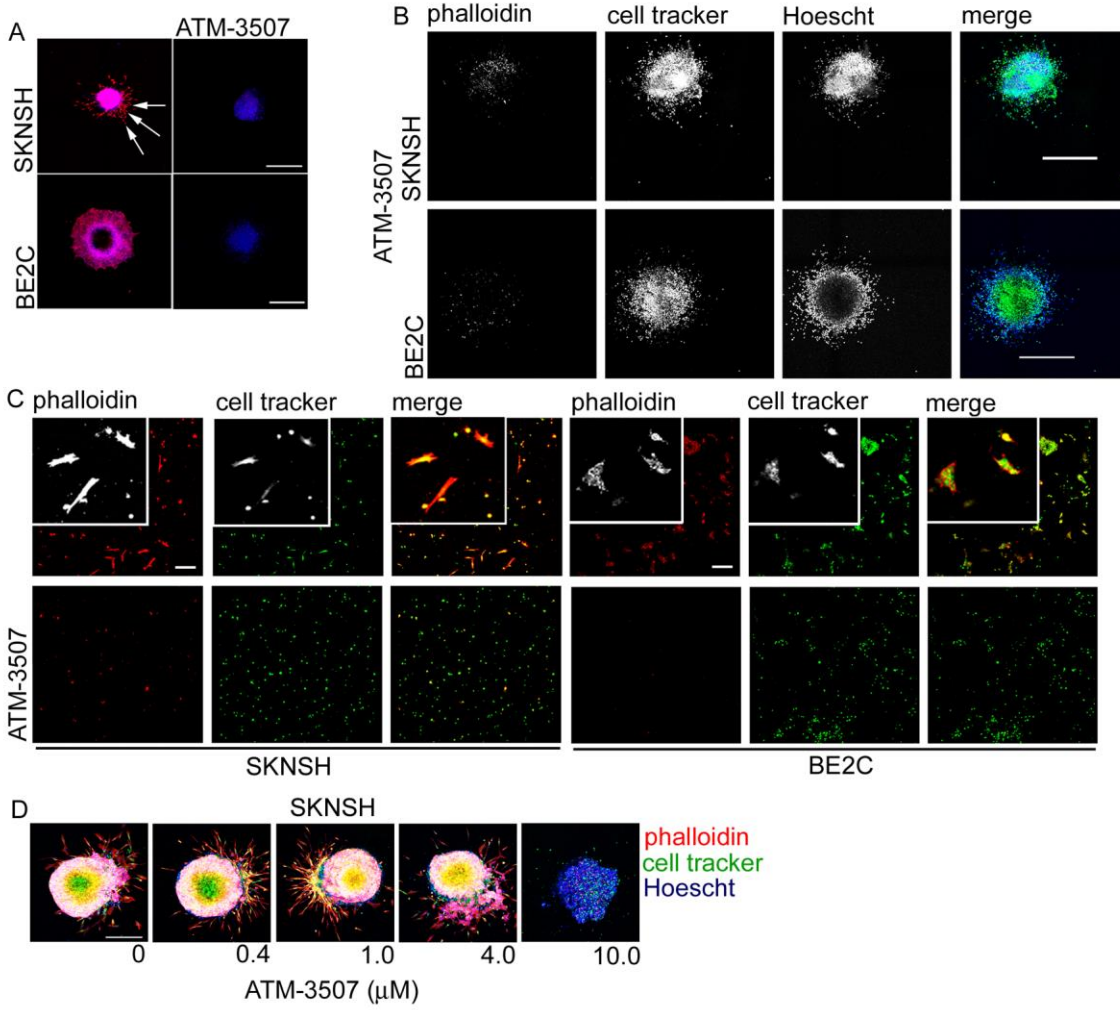 A
ATM-3507
SKNSH
BE2C
B
phalloidin cell tracker Hoescht merge
ATM-3507
SKNSH
BE2C
C
phalloidin cell tracker merge phalloidin cell tracker merge
ATM-3507
SKNSH BE2C
D
SKNSH
phalloidin
cell tracker
Hoescht
0 0.4 1.0 4.0 10.0
ATM-3507 (μM)